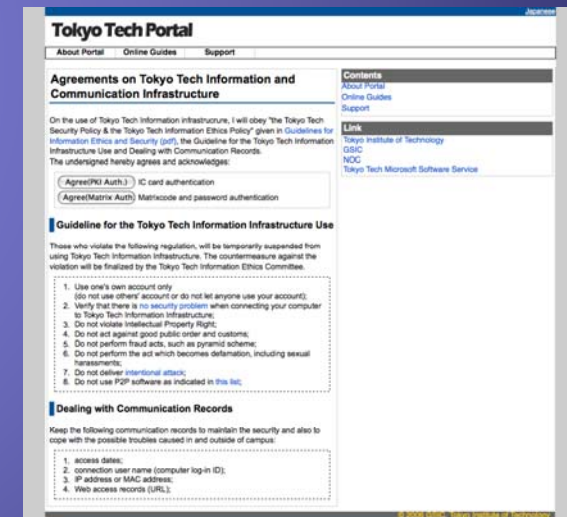 Japanese
Tokyo Tech Portal
About Portal Online Guides Support
Agreements on Tokyo Tech Information and
Communication Infrastructure
On the use of Tokyo Tech Information infrastrucrure, I will obey "the Tokyo Tech
Security Policy & the Tokyo Tech Information Ethics Policy" given in Guidelines for
Information Ethics and Security (pdf), the Guideline for the Tokyo Tech Information
Infrastructure Use and Dealing with Communication Records.
The undersigned hereby agrees and acknowledges:
Agree(PKI Auth.) IC card authentication
Agree(Matrix Auth) Matrixcode and password authentication
Guideline for the Tokyo Tech Information Infrastructure Use
Those who violate the following regulation, will be temporarily suspended from
using Tokyo Tech Information Infrastructure. The countermeasure against the
violation will be finalized by the Tokyo Tech Information Ethics Committee.
1. Use one's own account only
(do not use others' account or do not let anyone use your account);
2. Verify that there is no security problem when connecting your computer
to Tokyo Tech Information Infrastructure;
3. Do not violate Intellectual Property Right;
4. Do not act against good public order and customs;
5. Do not perform fraud acts, such as pyramid scheme;
6. Do not perform the act which becomes defamation, including sexual
harassments;
7. Do not deliver intentional attack;
8. Do not use P2P software as indicated in this list;
Dealing with Communication Records
Keep the following communication records to maintain the security and also to
cope with the possible troubles caused in and outside of campus:
1. access dates;
2. connection user name (computer log-in ID);
3. IP address or MAC address;
4. Web access records (URL);
Contents
About Portal
Online Guides
Support
Link
Tokyo Institute of Technology
GSIC
NOC
Tokyo Tech Microsoft Software Service
© 2006 GSIC, Tokyo Institute of Technology